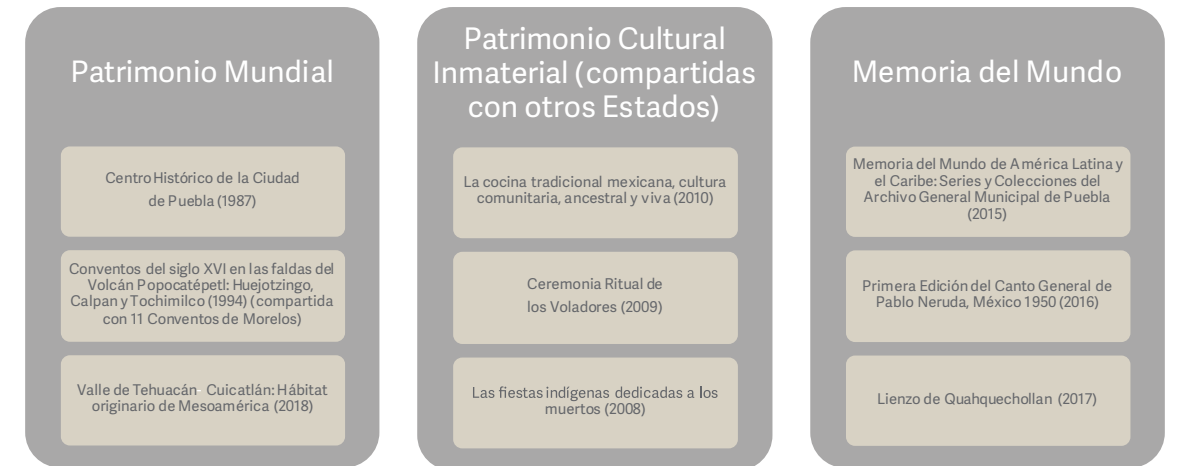 Patrimonio Mundial
Centro Histórico de la Ciudad
de Puebla (1987)
Conventos del siglo XVI en las faldas del
Volcán Popocatépetl: Huejotzingo,
Calpan y Tochimilco (1994) (compartida
con 11 Conventos de Morelos)
Valle de Tehuacán- Cuicatlán: Hábitat
originario de Mesoamérica (2018)
Patrimonio Cultural
Inmaterial (compartidas
con otros Estados)
La cocina tradicional mexicana, cultura
comunitaria, ancestral y viva (2010)
Ceremonia Ritual de
los Voladores (2009)
Las fiestas indígenas dedicadas a los
muertos (2008)
Memoria del Mundo
Memoria del Mundo de América Latina y
el Caribe: Series y Colecciones del
Archivo General Municipal de Puebla
(2015)
Primera Edición del Canto General de
Pablo Neruda, México 1950 (2016)
Lienzo de Quahquechollan (2017)